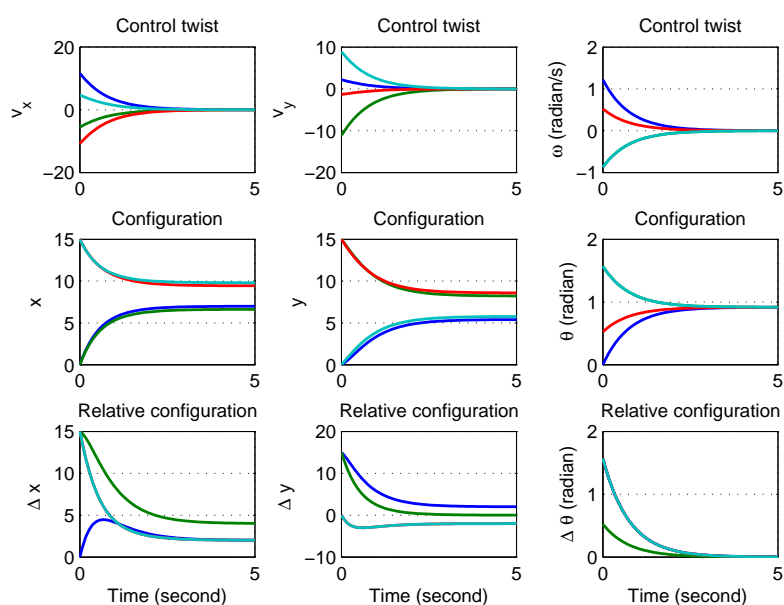 Control twist
Control twist
Control twist
20
0
−20
0
5
v_x
10
0
−10
−20
0
5
v_y
2
1
0
−1
0
5
ω (radian/s)
Configuration
Configuration
Configuration
15
10
5
0
0
5
x
15
10
5
0
0
5
y
2
1
0
0
5
θ (radian)
Relative configuration
Relative configuration
Relative configuration
15
10
5
0
0
5
Δ x
Time (second)
20
10
0
−10
0
5
Δ y
Time (second)
2
1
0
0
5
Δ θ (radian)
Time (second)